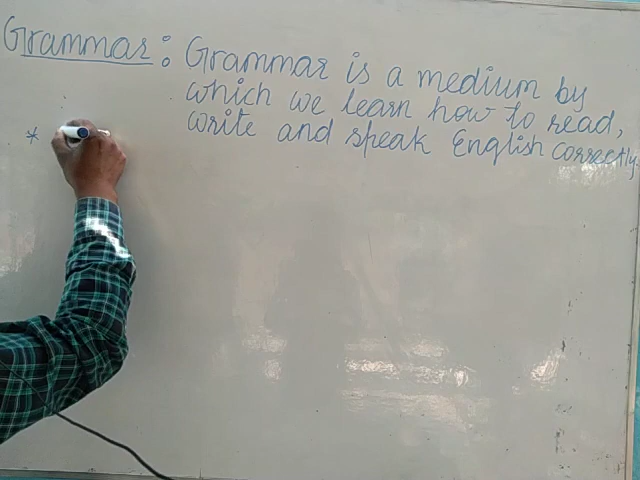 Grammar : Grammar is a medium by
which we learn how to read,
write and speak English correctly.
*